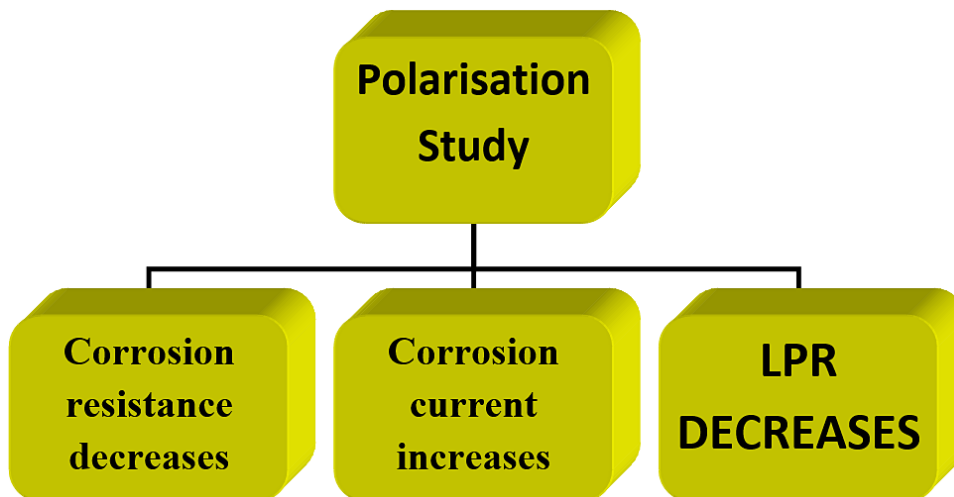 Polarisation
Study
Corrosion
resistance
decreases
Corrosion
current
increases
LPR
DECREASES